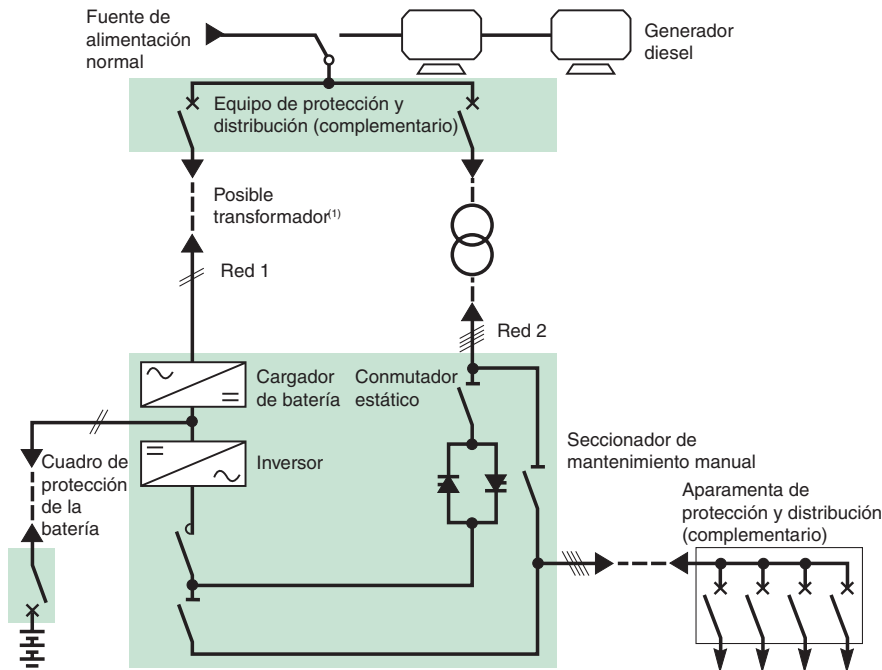 Fuente de
alimentación
normal
Generador
diesel
Equipo de protección y
distribución (complementario)
Posible
transformador(1)
Red 1
Red 2
Cargador
de batería
Conmutador
estático
Cuadro de
protección
de la
batería
Inversor
Seccionador de
mantenimiento manual
Aparamenta de
protección y distribución
(complementario)